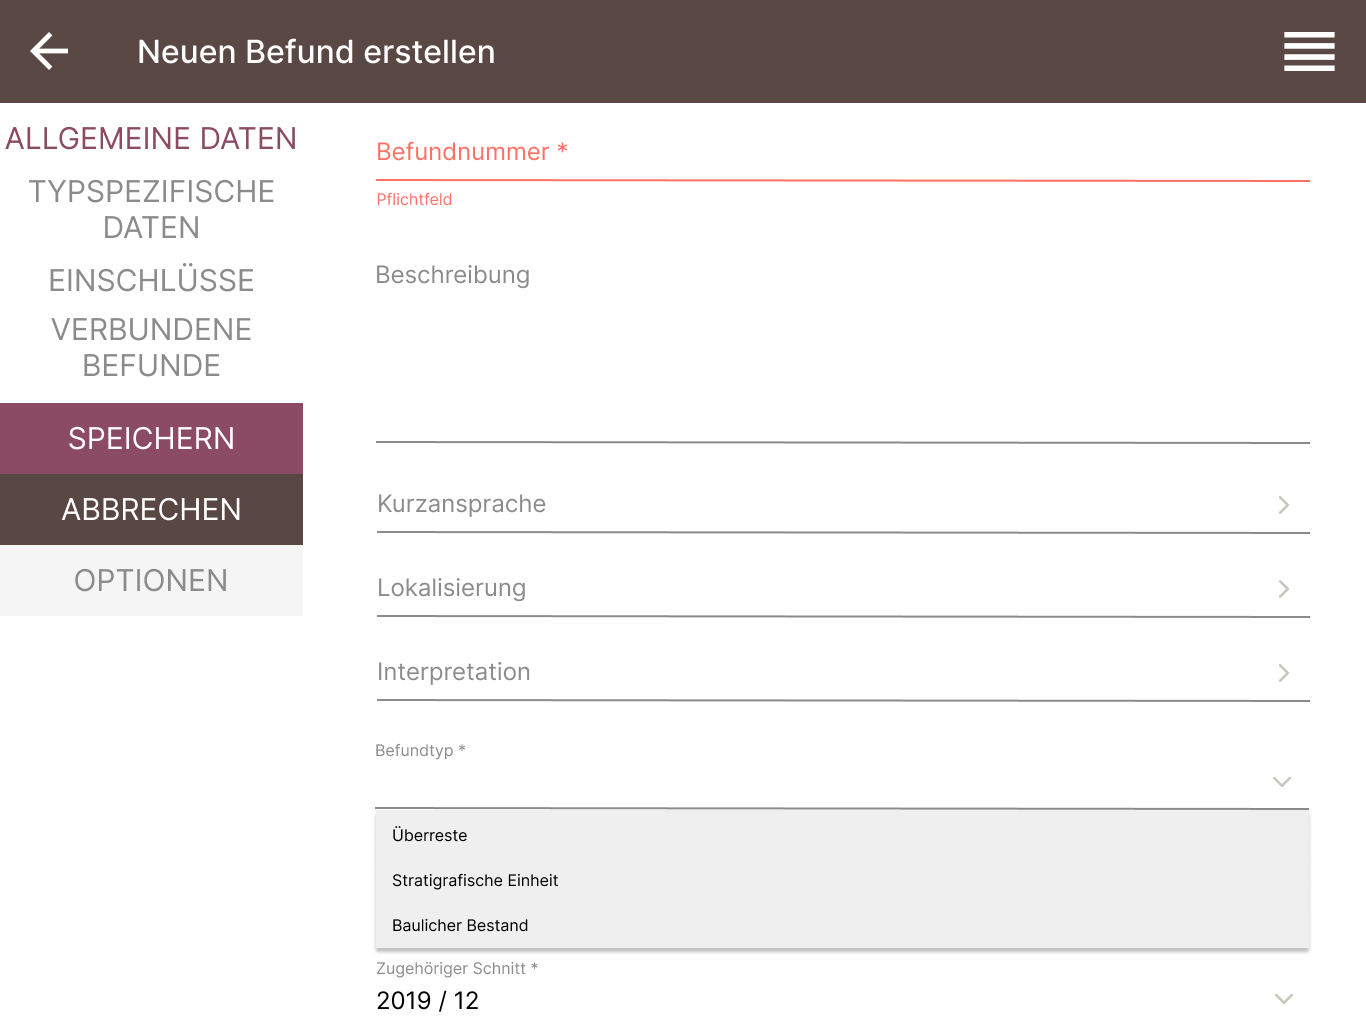 Neuen Befund erstellen
ALLGEMEINE DATEN
TYPSPEZIFISCHE
DATEN
EINSCHLÜSSE
VERBUNDENE
BEFUNDE
SPEICHERN
ABBRECHEN
OPTIONEN
Befundnummer *
Pflichtfeld
Beschreibung
Kurzansprache
Lokalisierung
Interpretation
Befundtyp *
Überreste
Stratigrafische Einheit
Baulicher Bestand
Zugehöriger Schnitt *
2019 / 12